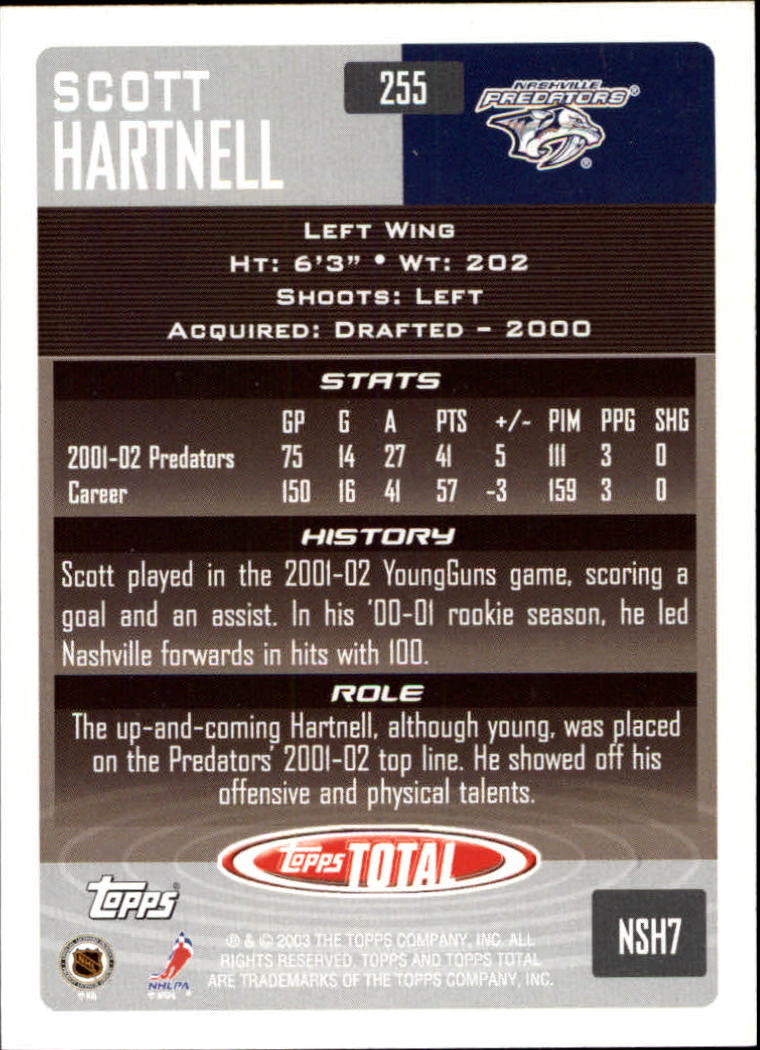 SCOTT
HARTNELL
255
NASHVILLE
PREDATORS®
®
LEFT WING
HT: 6'3" • WT: 202
SHOOTS: LEFT
ACQUIRED: DRAFTED - 2000
STATS
GP G A PTS +/- PIM PPG SHG
2001-02 Predators 75 14 27 41 5 111 3 0
Career 150 16 41 57 -3 159 3 0
HISTORY
Scott played in the 2001-02 YoungGuns game, scoring a
goal and an assist. In his '00-01 rookie season, he led
Nashville forwards in hits with 100.
ROLE
The up-and-coming Hartnell, although young, was placed
on the Predators' 2001-02 top line. He showed off his
offensive and physical talents.
Topps TOTAL
Topps®
NSH7
NHL
NHLPA
® & © 2003 THE TOPPS COMPANY, INC. ALL
RIGHTS RESERVED. TOPPS AND TOPPS TOTAL
ARE TRADEMARKS OF THE TOPPS COMPANY, INC.